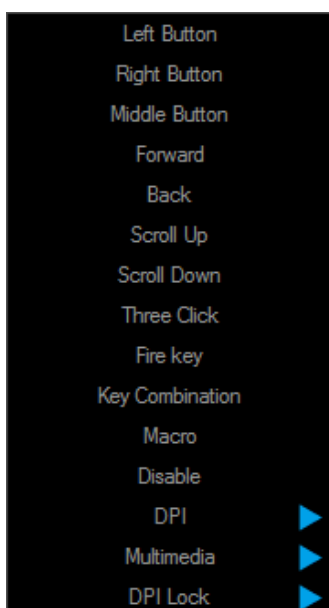 Left Button
Right Button
Middle Button
Forward
Back
Scroll Up
Scroll Down
Three Click
Fire key
Key Combination
Macro
Disable
DPI
Multimedia
DPI Lock